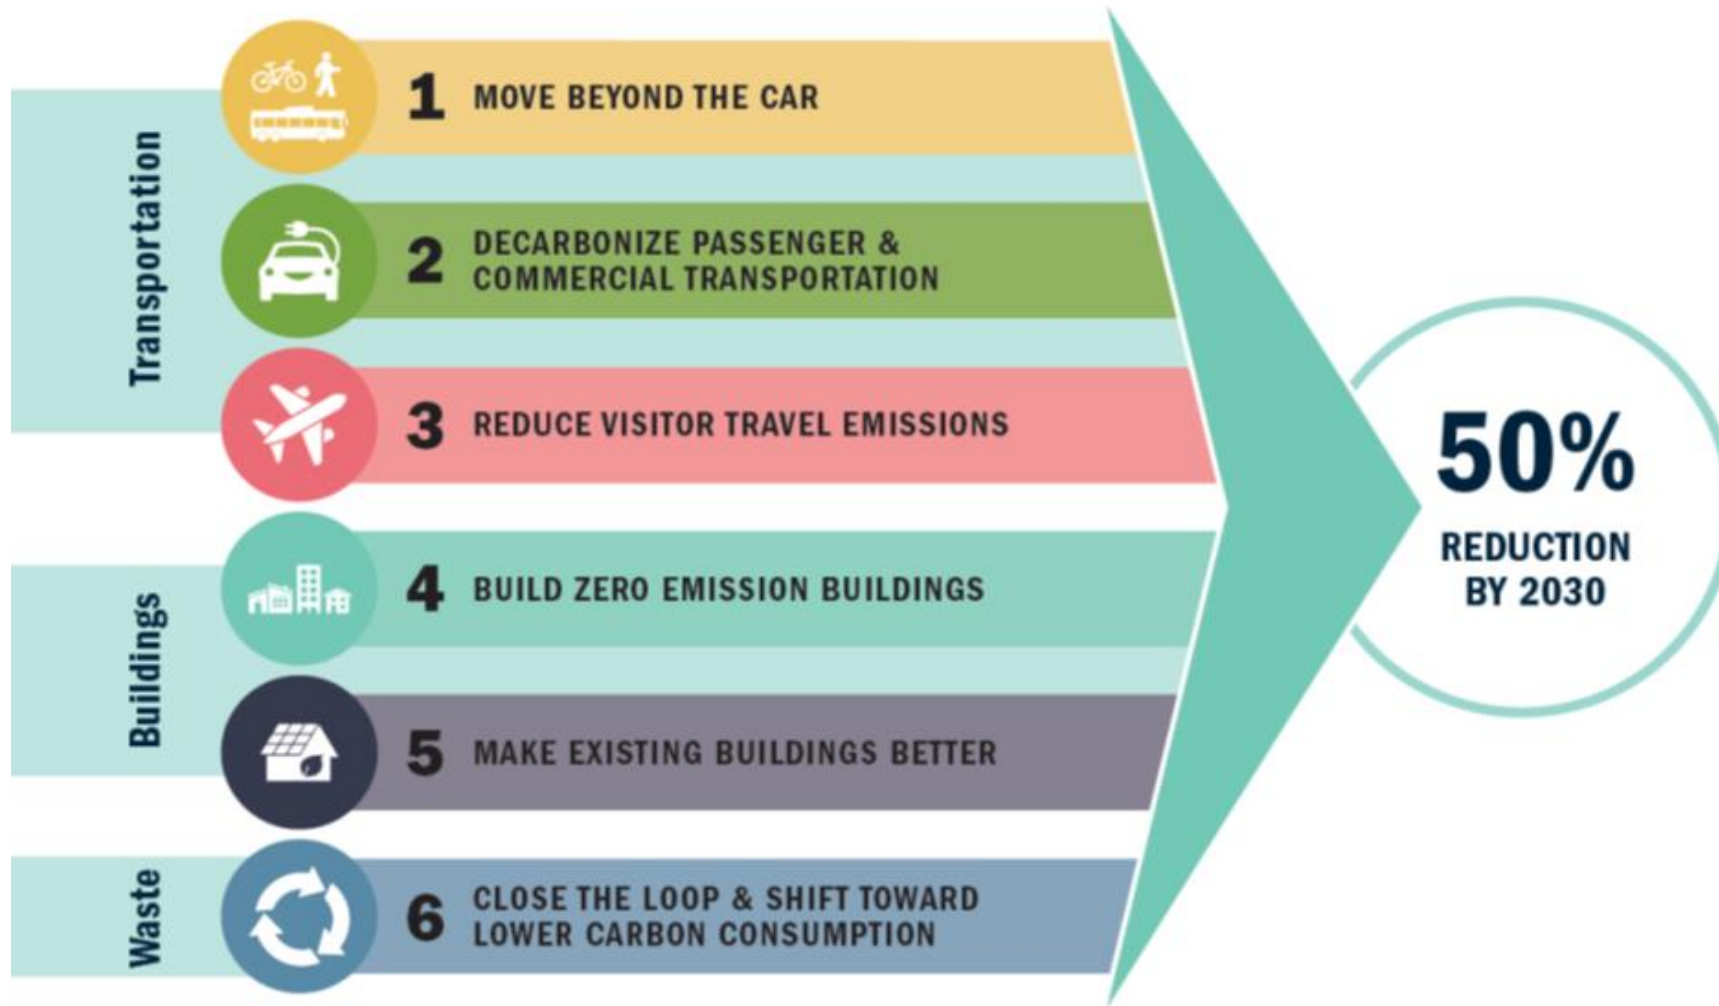 Transportation
1 MOVE BEYOND THE CAR
2 DECARBONIZE PASSENGER &
COMMERCIAL TRANSPORTATION
3 REDUCE VISITOR TRAVEL EMISSIONS
Buildings
4 BUILD ZERO EMISSION BUILDINGS
5 MAKE EXISTING BUILDINGS BETTER
Waste
6 CLOSE THE LOOP & SHIFT TOWARD
LOWER CARBON CONSUMPTION
50%
REDUCTION
BY 2030